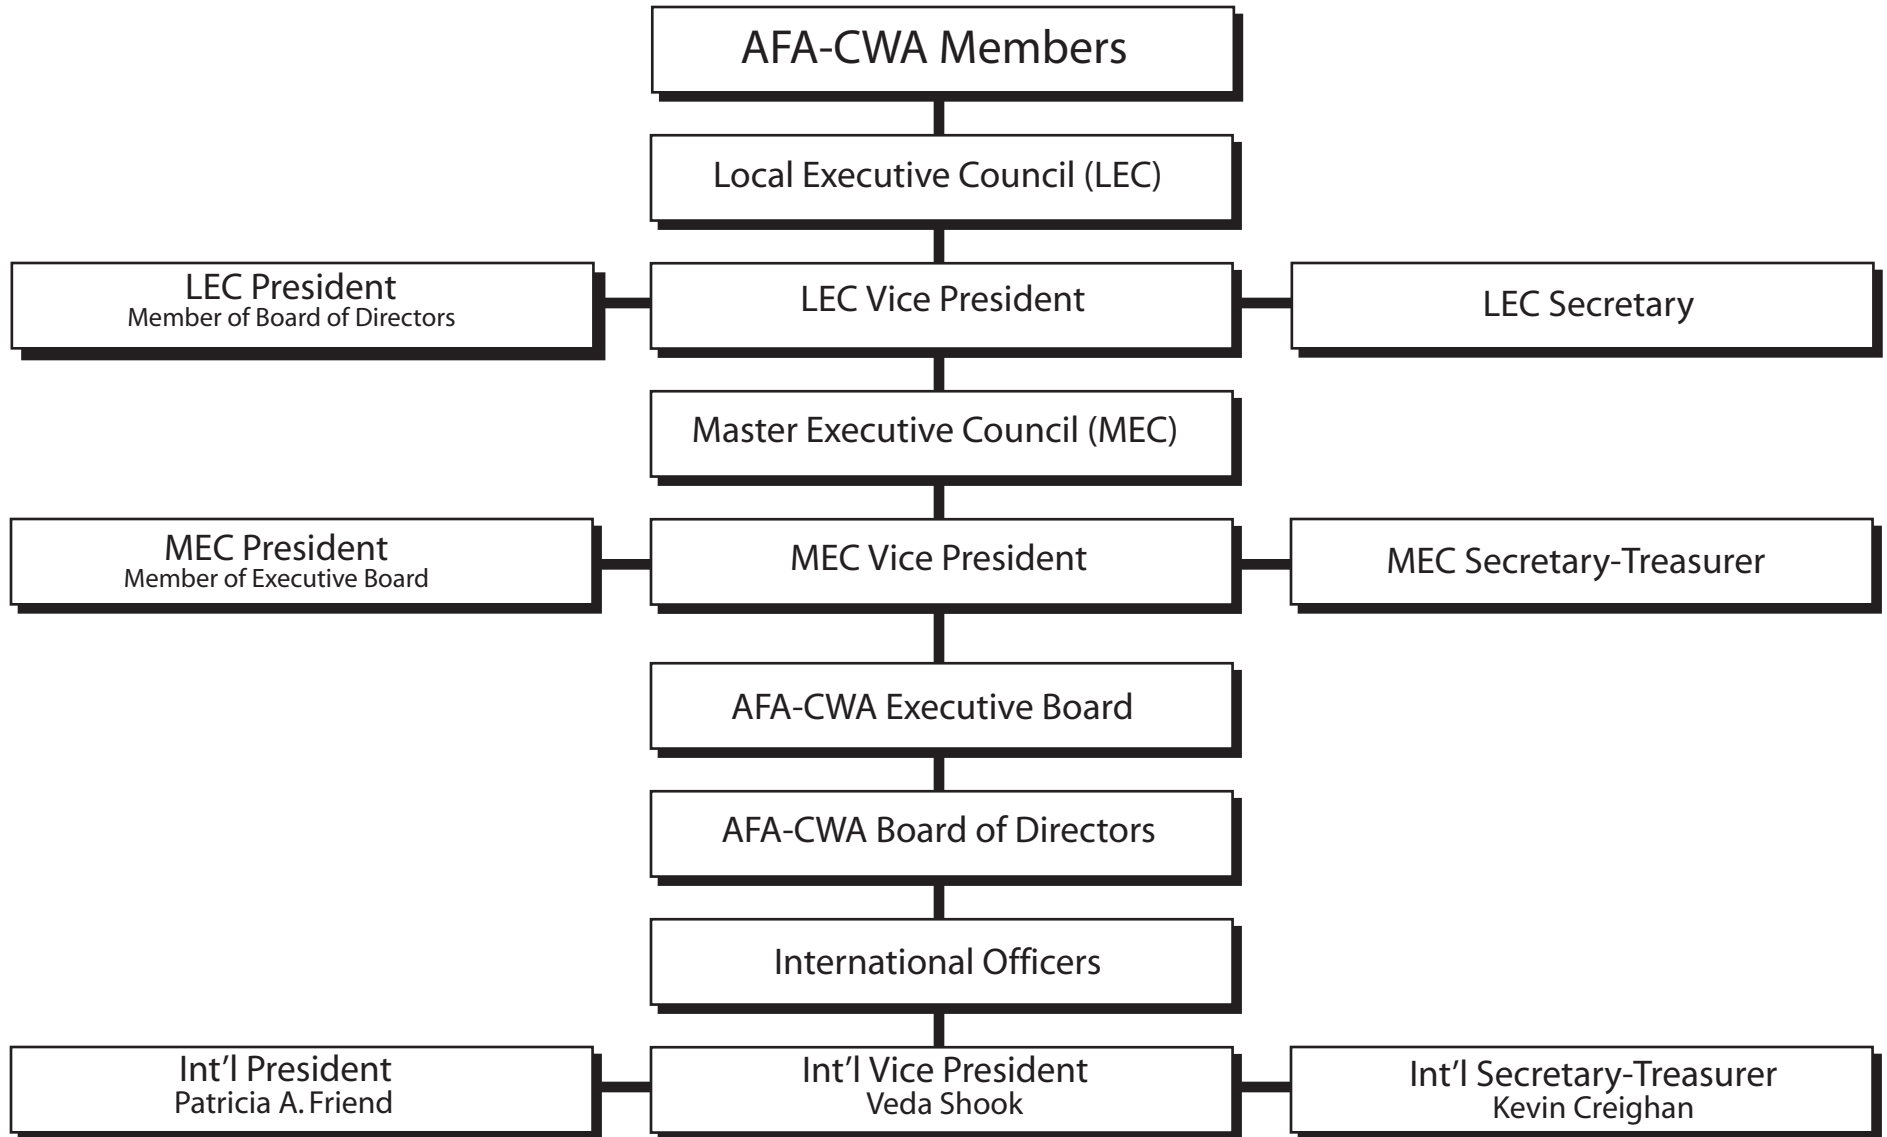 AFA-CWA Members
Local Executive Council (LEC)
LEC President
Member of Board of Directors
LEC Vice President
LEC Secretary
Master Executive Council (MEC)
MEC President
Member of Executive Board
MEC Vice President
MEC Secretary-Treasurer
AFA-CWA Executive Board
AFA-CWA Board of Directors
International Officers
Int’l President
Patricia A. Friend
Int’l Vice President
Veda Shook
Int’l Secretary-Treasurer
Kevin Creighan